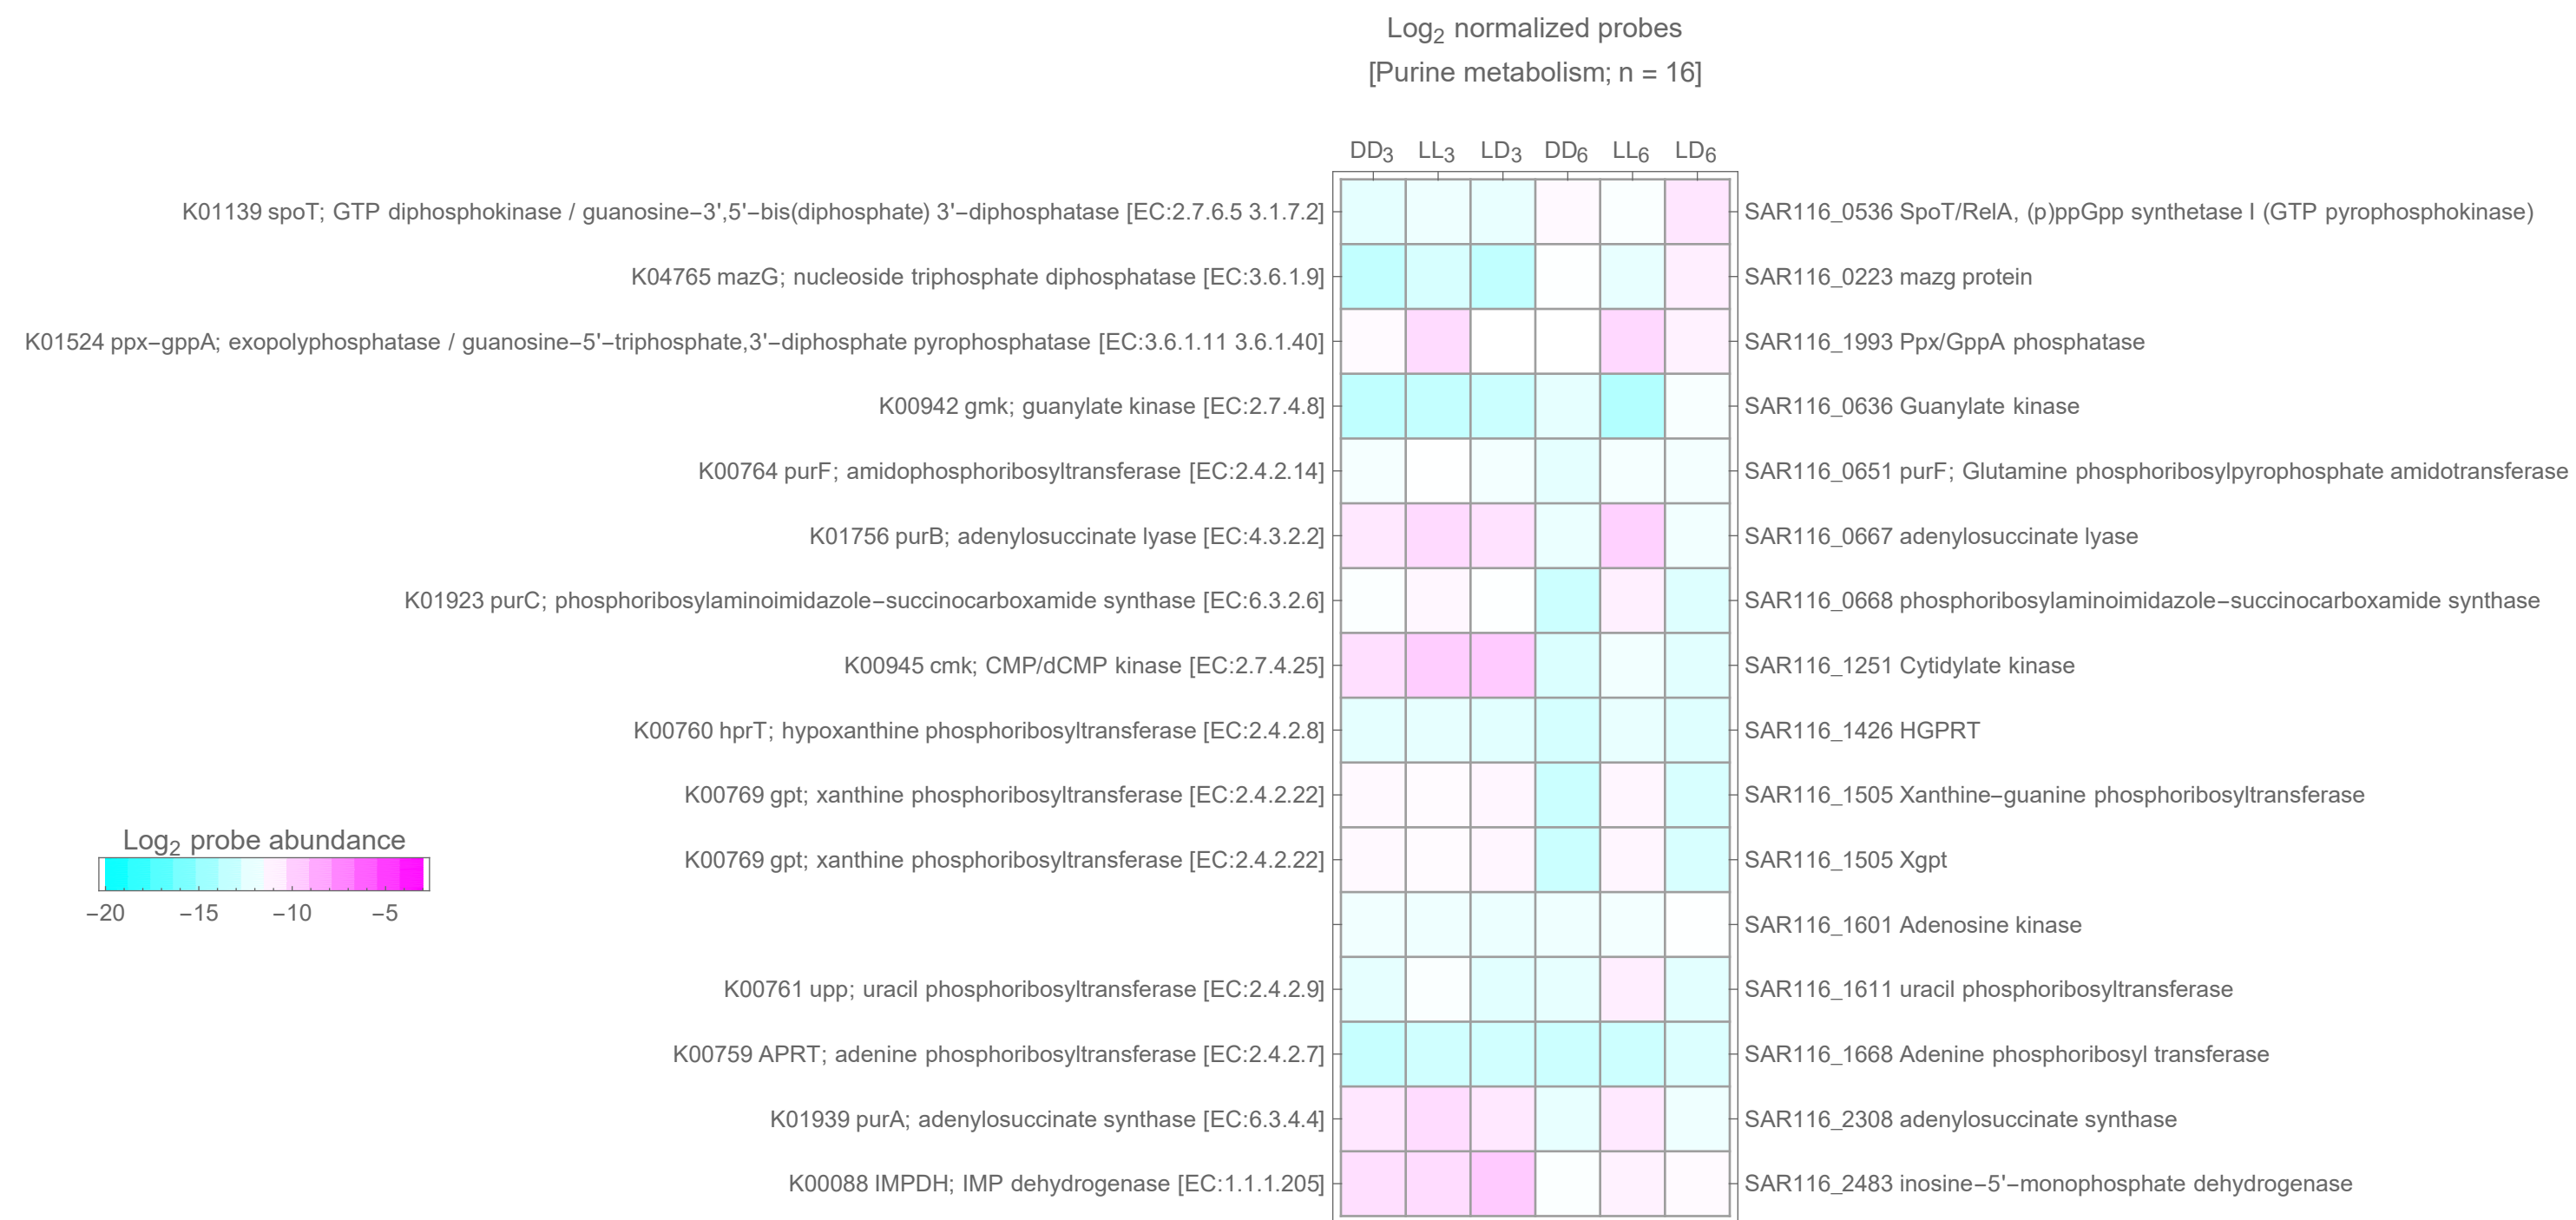 Log2 normalized probes
[Purine metabolism; n = 16]
DD3 LL3 LD3 DD6 LL6 LD6
K01139 spoT; GTP diphosphokinase / guanosine−3',5'−bis(diphosphate) 3'−diphosphatase [EC:2.7.6.5 3.1.7.2] SAR116_0536 SpoT/RelA, (p)ppGpp synthetase I (GTP pyrophosphokinase)
K04765 mazG; nucleoside triphosphate diphosphatase [EC:3.6.1.9] SAR116_0223 mazg protein
K01524 ppx−gppA; exopolyphosphatase / guanosine−5'−triphosphate,3'−diphosphate pyrophosphatase [EC:3.6.1.11 3.6.1.40] SAR116_1993 Ppx/GppA phosphatase
K00942 gmk; guanylate kinase [EC:2.7.4.8] SAR116_0636 Guanylate kinase
K00764 purF; amidophosphoribosyltransferase [EC:2.4.2.14] SAR116_0651 purF; Glutamine phosphoribosylpyrophosphate amidotransferase
K01756 purB; adenylosuccinate lyase [EC:4.3.2.2] SAR116_0667 adenylosuccinate lyase
K01923 purC; phosphoribosylaminoimidazole−succinocarboxamide synthase [EC:6.3.2.6] SAR116_0668 phosphoribosylaminoimidazole−succinocarboxamide synthase
K00945 cmk; CMP/dCMP kinase [EC:2.7.4.25] SAR116_1251 Cytidylate kinase
K00760 hprT; hypoxanthine phosphoribosyltransferase [EC:2.4.2.8] SAR116_1426 HGPRT
K00769 gpt; xanthine phosphoribosyltransferase [EC:2.4.2.22] SAR116_1505 Xanthine−guanine phosphoribosyltransferase
K00769 gpt; xanthine phosphoribosyltransferase [EC:2.4.2.22] SAR116_1505 Xgpt
SAR116_1601 Adenosine kinase
K00761 upp; uracil phosphoribosyltransferase [EC:2.4.2.9] SAR116_1611 uracil phosphoribosyltransferase
K00759 APRT; adenine phosphoribosyltransferase [EC:2.4.2.7] SAR116_1668 Adenine phosphoribosyl transferase
K01939 purA; adenylosuccinate synthase [EC:6.3.4.4] SAR116_2308 adenylosuccinate synthase
K00088 IMPDH; IMP dehydrogenase [EC:1.1.1.205] SAR116_2483 inosine−5'−monophosphate dehydrogenase
Log2 probe abundance
−20 −15 −10 −5